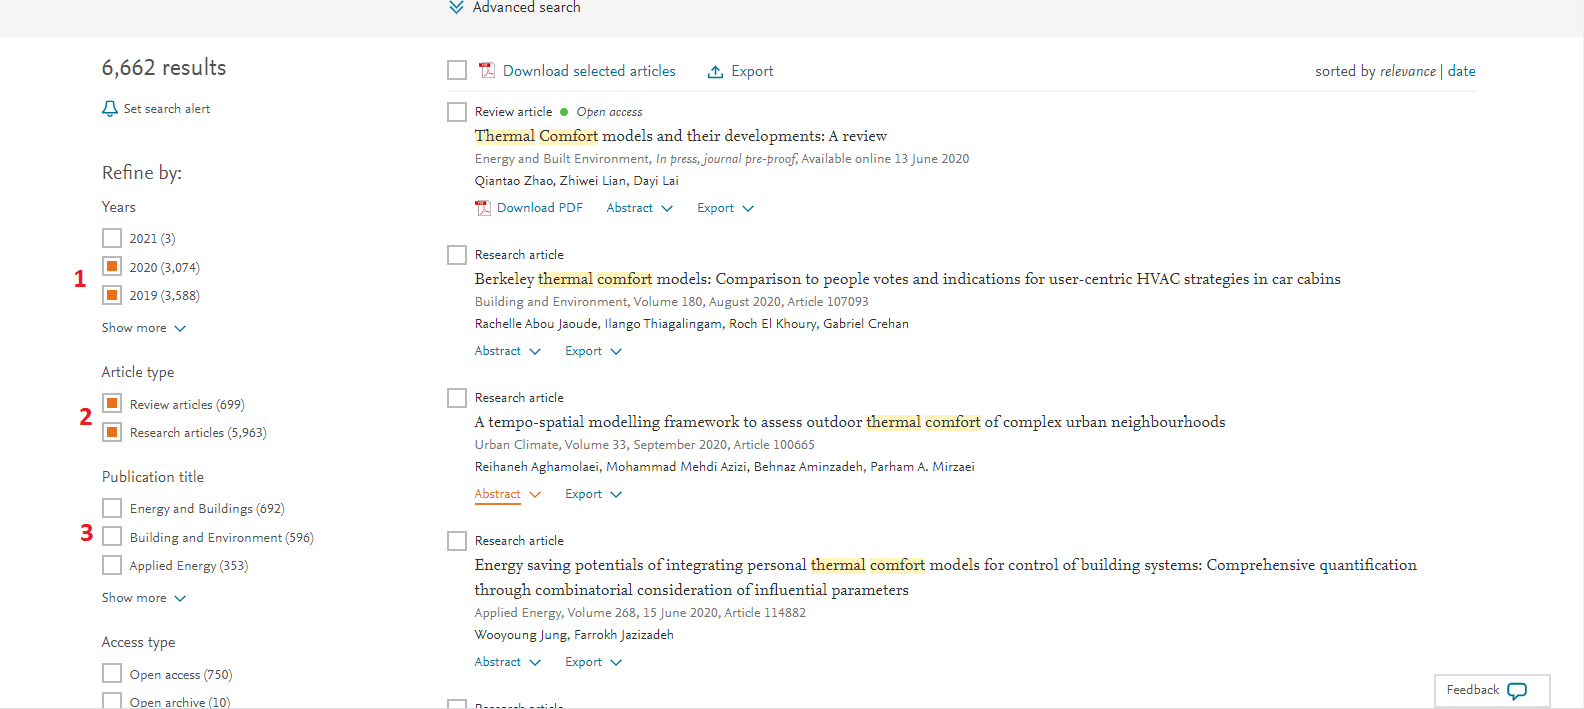 Advanced search
6,662 results
Set search alert
Refine by:
Years
2021 (3)
1
2020 (3,074)
2019 (3,588)
Show more
Article type
2
Review articles (699)
Research articles (5,963)
Publication title
3
Energy and Buildings (692)
Building and Environment (596)
Applied Energy (353)
Show more
Access type
Open access (750)
Open archive (10)
Download selected articles Export sorted by relevance | date
Review article Open access
Thermal Comfort models and their developments: A review
Energy and Built Environment, In press, journal pre-proof, Available online 13 June 2020
Qiantao Zhao, Zhiwei Lian, Dayi Lai
Download PDF Abstract Export
Research article
Berkeley thermal comfort models: Comparison to people votes and indications for user-centric HVAC strategies in car cabins
Building and Environment, Volume 180, August 2020, Article 107093
Rachelle Abou Jaoude, Ilango Thiagalingam, Roch El Khoury, Gabriel Crehan
Abstract Export
Research article
A tempo-spatial modelling framework to assess outdoor thermal comfort of complex urban neighbourhoods
Urban Climate, Volume 33, September 2020, Article 100665
Reihaneh Aghamolaei, Mohammad Mehdi Azizi, Behnaz Aminzadeh, Parham A. Mirzaei
Abstract Export
Research article
Energy saving potentials of integrating personal thermal comfort models for control of building systems: Comprehensive quantification
through combinatorial consideration of influential parameters
Applied Energy, Volume 268, 15 June 2020, Article 114882
Wooyoung Jung, Farrokh Jazizadeh
Abstract Export
Research article
Feedback